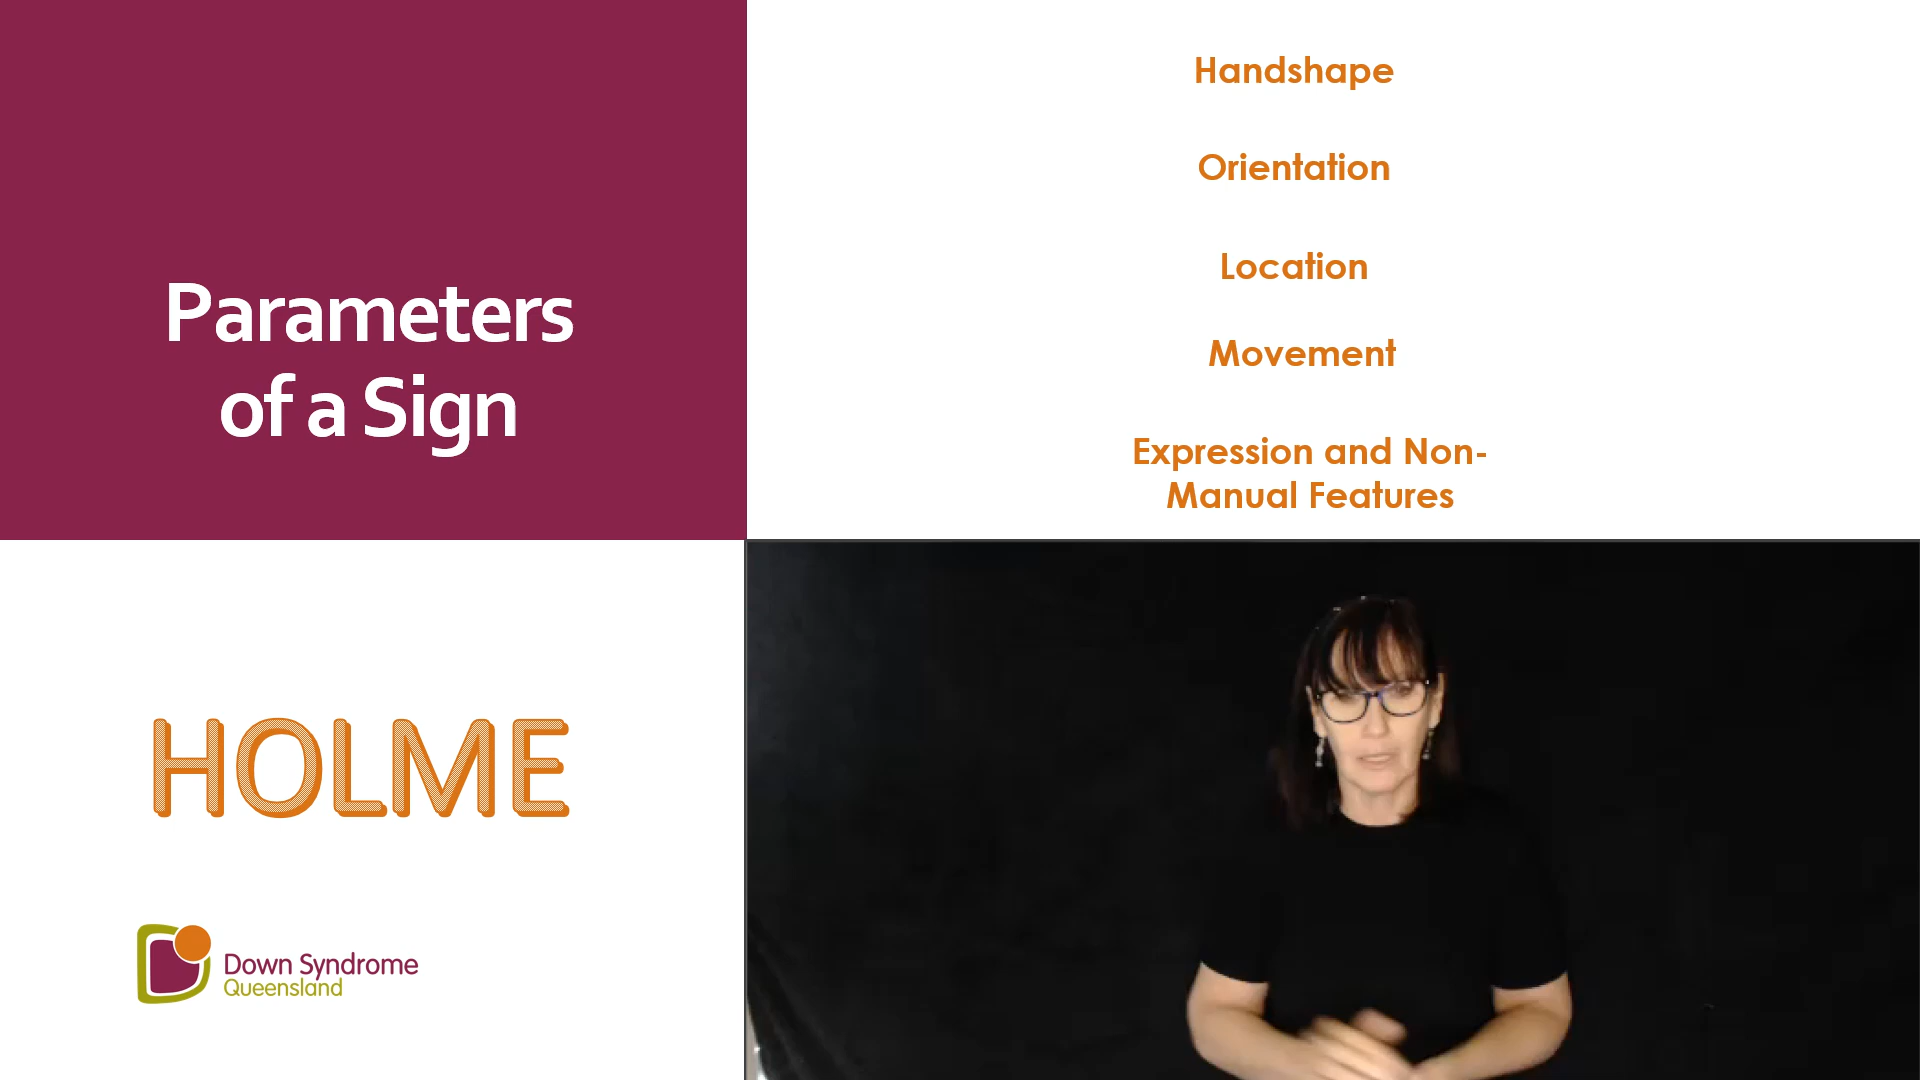 Parameters
of a Sign
Handshape
Orientation
Location
Movement
Expression and Non-
Manual Features
HOLME
Down Syndrome
Queensland